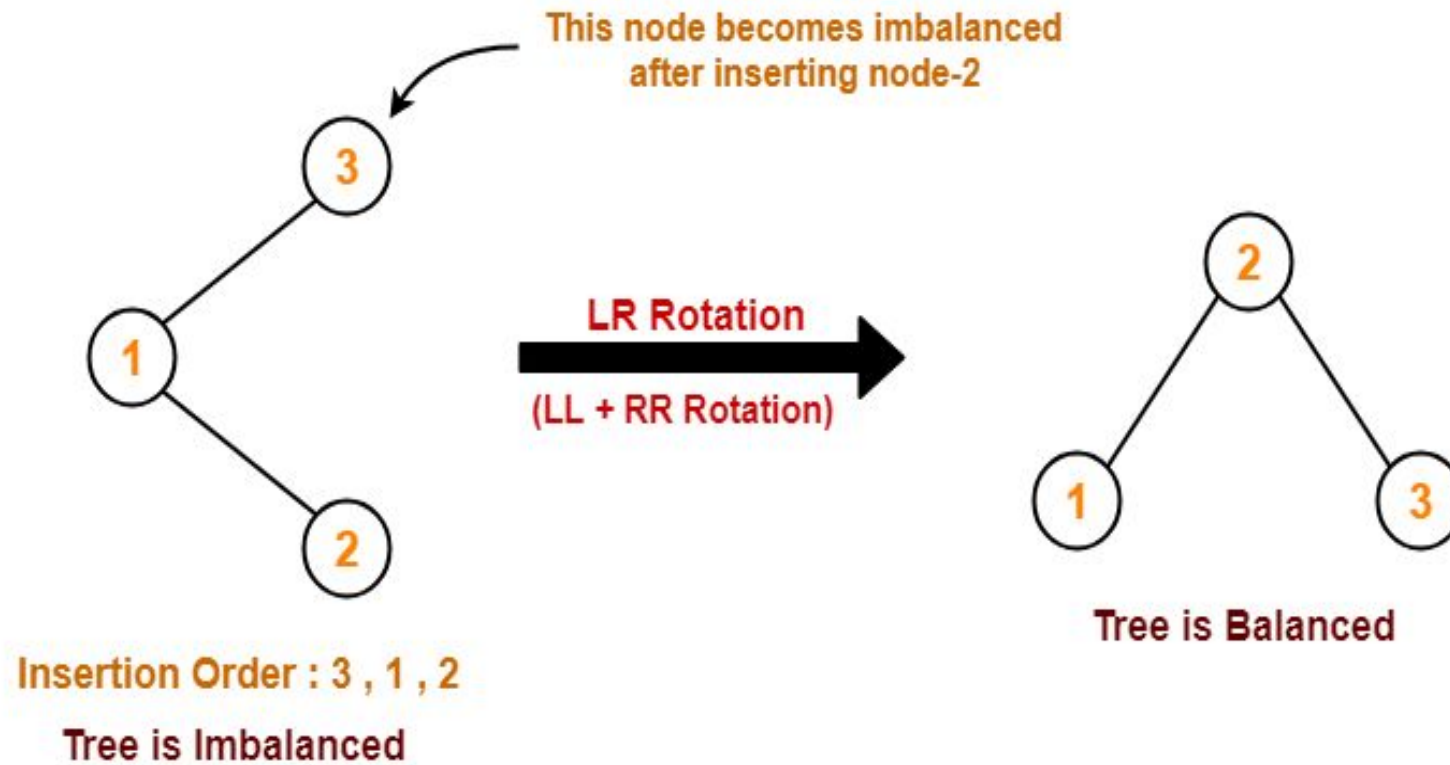 This node becomes imbalanced
after inserting node-2
3
1
2
LR Rotation
(LL + RR Rotation)
2
1
3
Insertion Order : 3 , 1 , 2
Tree is Imbalanced
Tree is Balanced